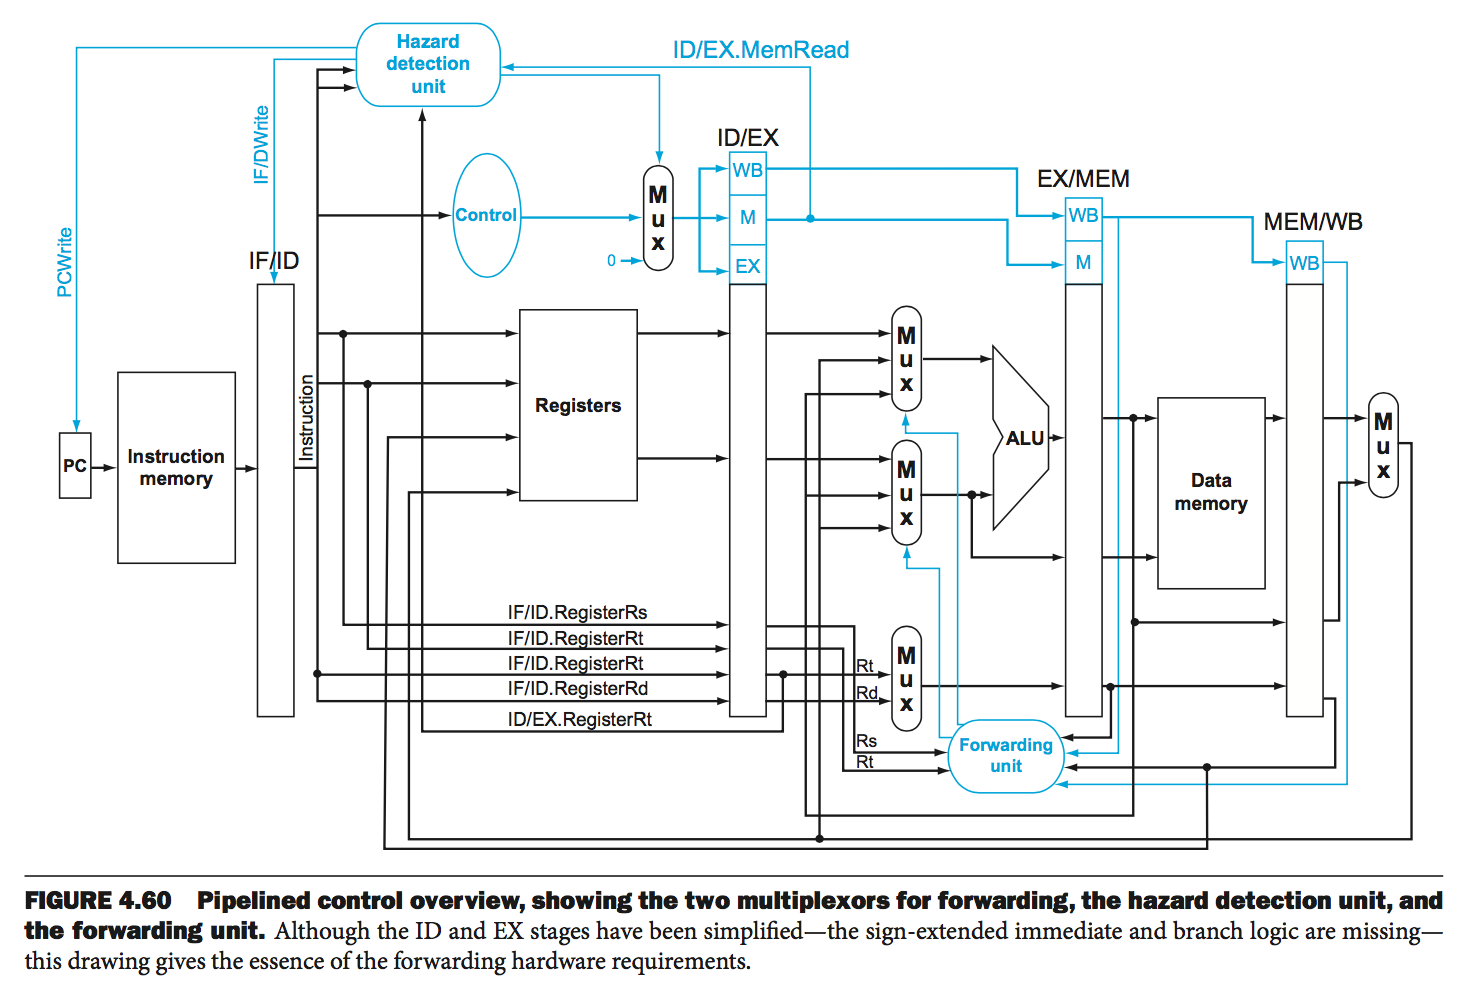 Hazard
detection
unit
ID/EX.MemRead
IF/DWrite
PCWrite
ID/EX
WB
M
EX
Control
M
u
x
0
EX/MEM
WB
M
MEM/WB
WB
IF/ID
PC
Instruction
memory
Instruction
Registers
M
u
x
M
u
x
ALU
Data
memory
M
u
x
IF/ID.RegisterRs
IF/ID.RegisterRt
IF/ID.RegisterRt
IF/ID.RegisterRd
ID/EX.RegisterRt
Rt
Rd
M
u
x
Rs
Rt
Forwarding
unit
FIGURE 4.60 Pipelined control overview, showing the two multiplexors for forwarding, the hazard detection unit, and
the forwarding unit. Although the ID and EX stages have been simplified—the sign-extended immediate and branch logic are missing—
this drawing gives the essence of the forwarding hardware requirements.